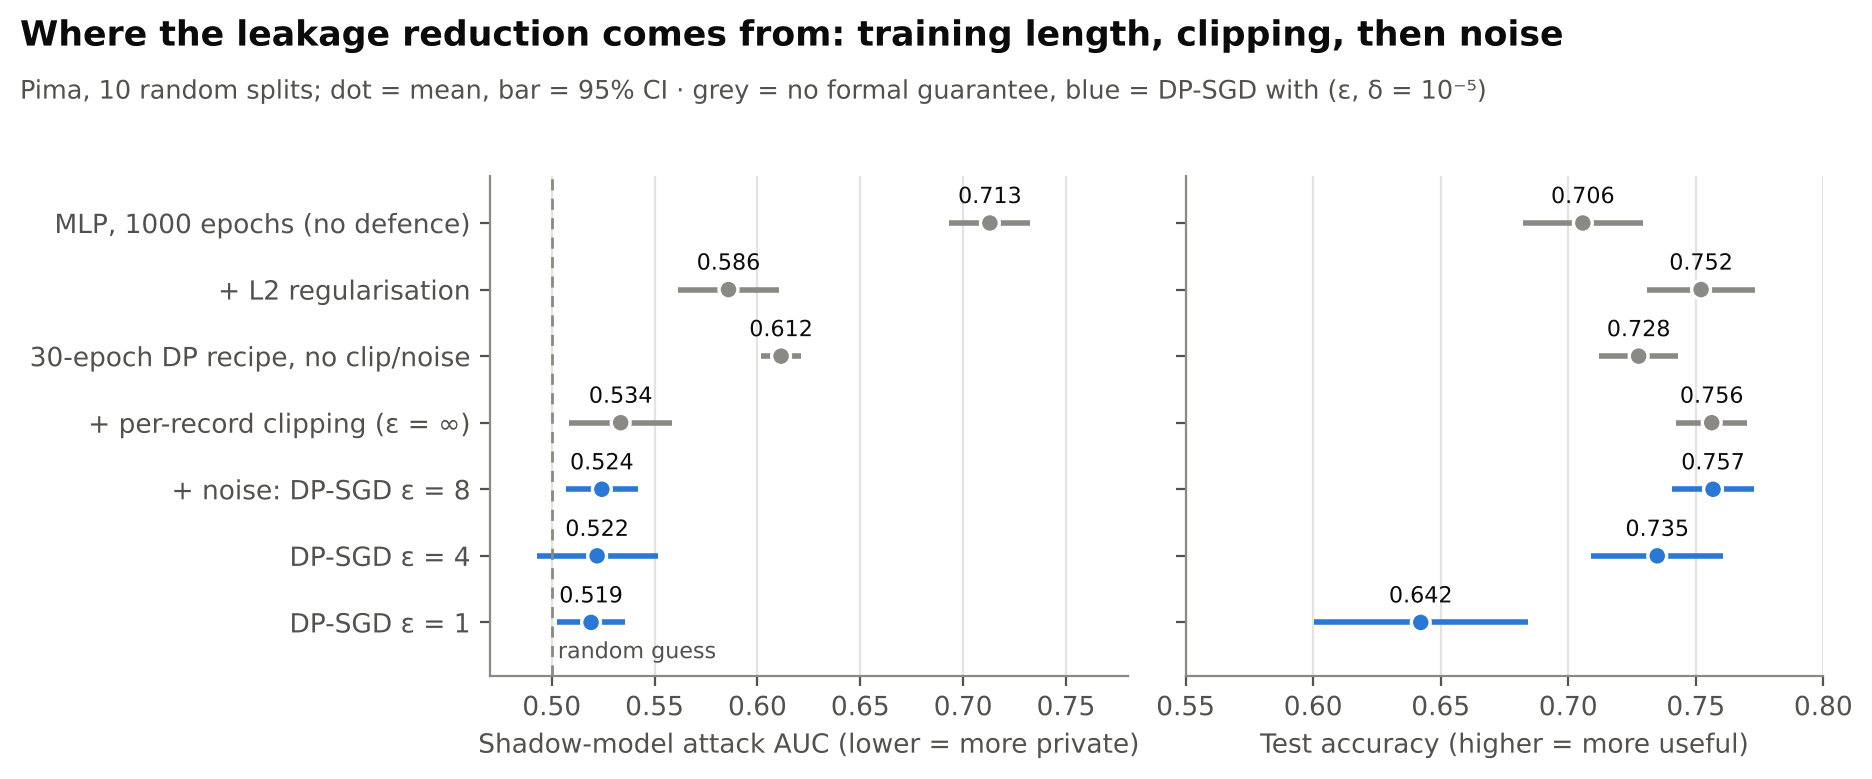 Where the leakage reduction comes from: training length, clipping, then noise
Pima, 10 random splits; dot = mean, bar = 95% CI · grey = no formal guarantee, blue = DP-SGD with (ε, δ = 10⁻⁵)
MLP, 1000 epochs (no defence)
0.713
0.706
+ L2 regularisation
0.586
0.752
30-epoch DP recipe, no clip/noise
0.612
0.728
+ per-record clipping (ε = ∞)
0.534
0.756
+ noise: DP-SGD ε = 8
0.524
0.757
DP-SGD ε = 4
0.522
0.735
DP-SGD ε = 1
0.519
0.642
random guess
0.50 0.55 0.60 0.65 0.70 0.75
0.55 0.60 0.65 0.70 0.75 0.80
Shadow-model attack AUC (lower = more private)
Test accuracy (higher = more useful)